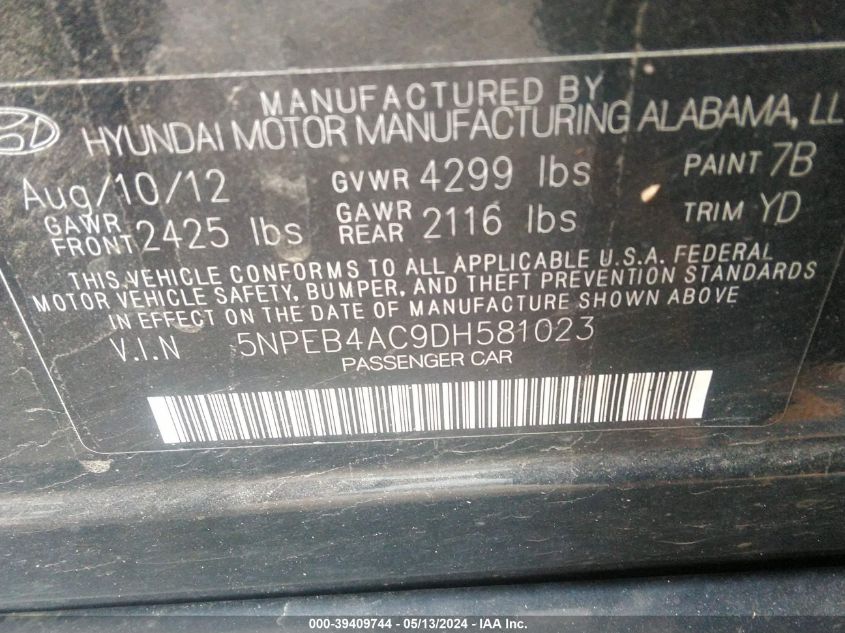 MANUFACTURED BY
HYUNDAI MOTOR MANUFACTURING ALABAMA, LL
Aug/10/12 GVWR 4299 lbs PAINT 7B
GAWR FRONT 2425 lbs GAWR REAR 2116 lbs TRIM YD
THIS VEHICLE CONFORMS TO ALL APPLICABLE U.S.A. FEDERAL
MOTOR VEHICLE SAFETY, BUMPER, AND THEFT PREVENTION STANDARDS
IN EFFECT ON THE DATE OF MANUFACTURE SHOWN ABOVE
V.I.N 5NPEB4AC9DH581023
PASSENGER CAR
000-39409744 - 05/13/2024 - IAA Inc.